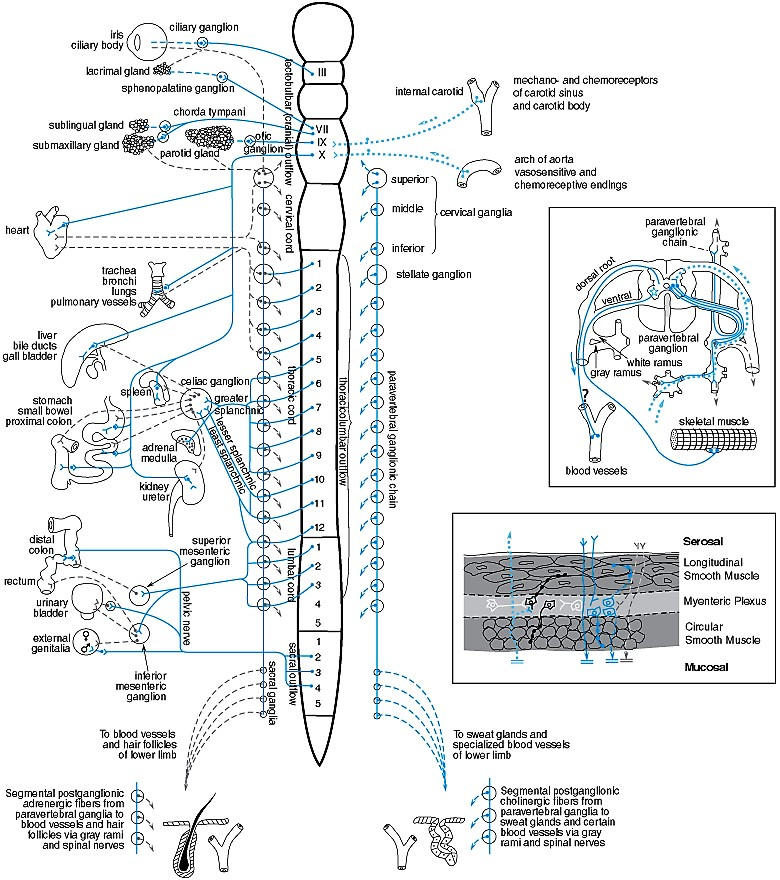 iris
ciliary body
ciliary ganglion
lacrimal gland
sphenopalatine ganglion
chorda tympani
sublingual gland
submaxillary gland
parotid gland
otic
ganglion
tectobulbar (cranial) outflow
III
VII
IX
X
internal carotid
mechano- and chemoreceptors
of carotid sinus
and carotid body
arch of aorta
vasosensitive and
chemoreceptive endings
superior
middle
inferior
cervical ganglia
stellate ganglion
heart
cervical cord
trachea
bronchi
lungs
pulmonary vessels
liver
bile ducts
gall bladder
celiac ganglion
spleen
greater
splanchnic
lesser splanchnic
least splanchnic
stomach
small bowel
proximal colon
adrenal
medulla
kidney
ureter
thoracic cord
1
2
3
4
5
6
7
8
9
10
11
12
thoracicolumbar outflow
paravertebral ganglionic chain
distal
colon
rectum
superior
mesenteric
ganglion
urinary
bladder
external
genitalia
♀
♂
pelvic nerve
inferior
mesenteric
ganglion
lumbar cord
1
2
3
4
5
sacral outflow
1
2
3
4
5
sacral ganglia
To blood vessels
and hair follicles
of lower limb
To sweat glands and
specialized blood vessels
of lower limb
Segmental postganglionic
adrenergic fibers from
paravertebral ganglia to
blood vessels and hair
follicles via gray rami
and spinal nerves
Segmental postganglionic
cholinergic fibers from
paravertebral ganglia to
sweat glands and certain
blood vessels via gray
rami and spinal nerves
paravertebral
ganglionic
chain
dorsal root
ventral
paravertebral
ganglion
white ramus
gray ramus
?
skeletal muscle
blood vessels
Serosal
Longitudinal
Smooth Muscle
Myenteric Plexus
Circular
Smooth Muscle
Mucosal